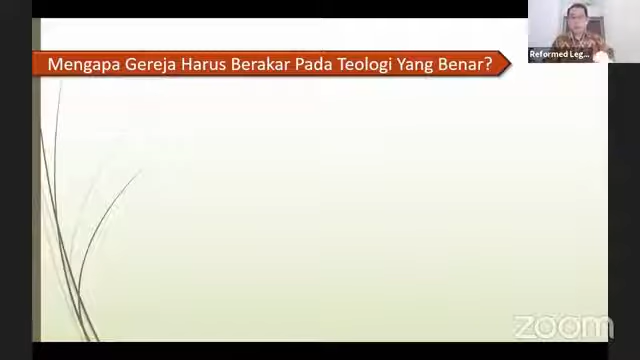 Mengapa Gereja Harus Berakar Pada Teologi Yang Benar?
Reformed Leg...
zoom